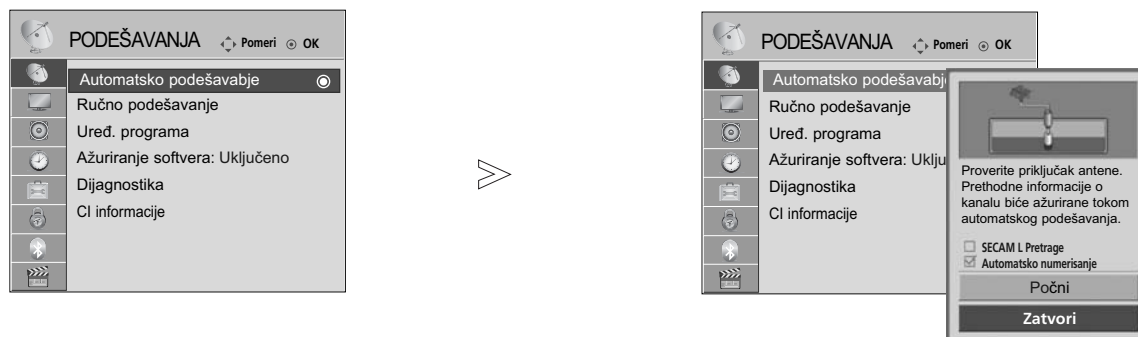 PODEŠAVANJA Pomeri OK
Automatsko podešavabje
Ručno podešavanje
Uređ. programa
Ažuriranje softvera: Uključeno
Dijagnostika
CI informacije
PODEŠAVANJA Pomeri OK
Automatsko podešavabj
Ručno podešavanje
Uređ. programa
Ažuriranje softvera: Uklju
Dijagnostika
CI informacije
Proverite priključak antene.
Prethodne informacije o
kanalu biće ažurirane tokom
automatskog podešavanja.
SECAM L Pretrage
Automatsko numerisanje
Počni
Zatvori